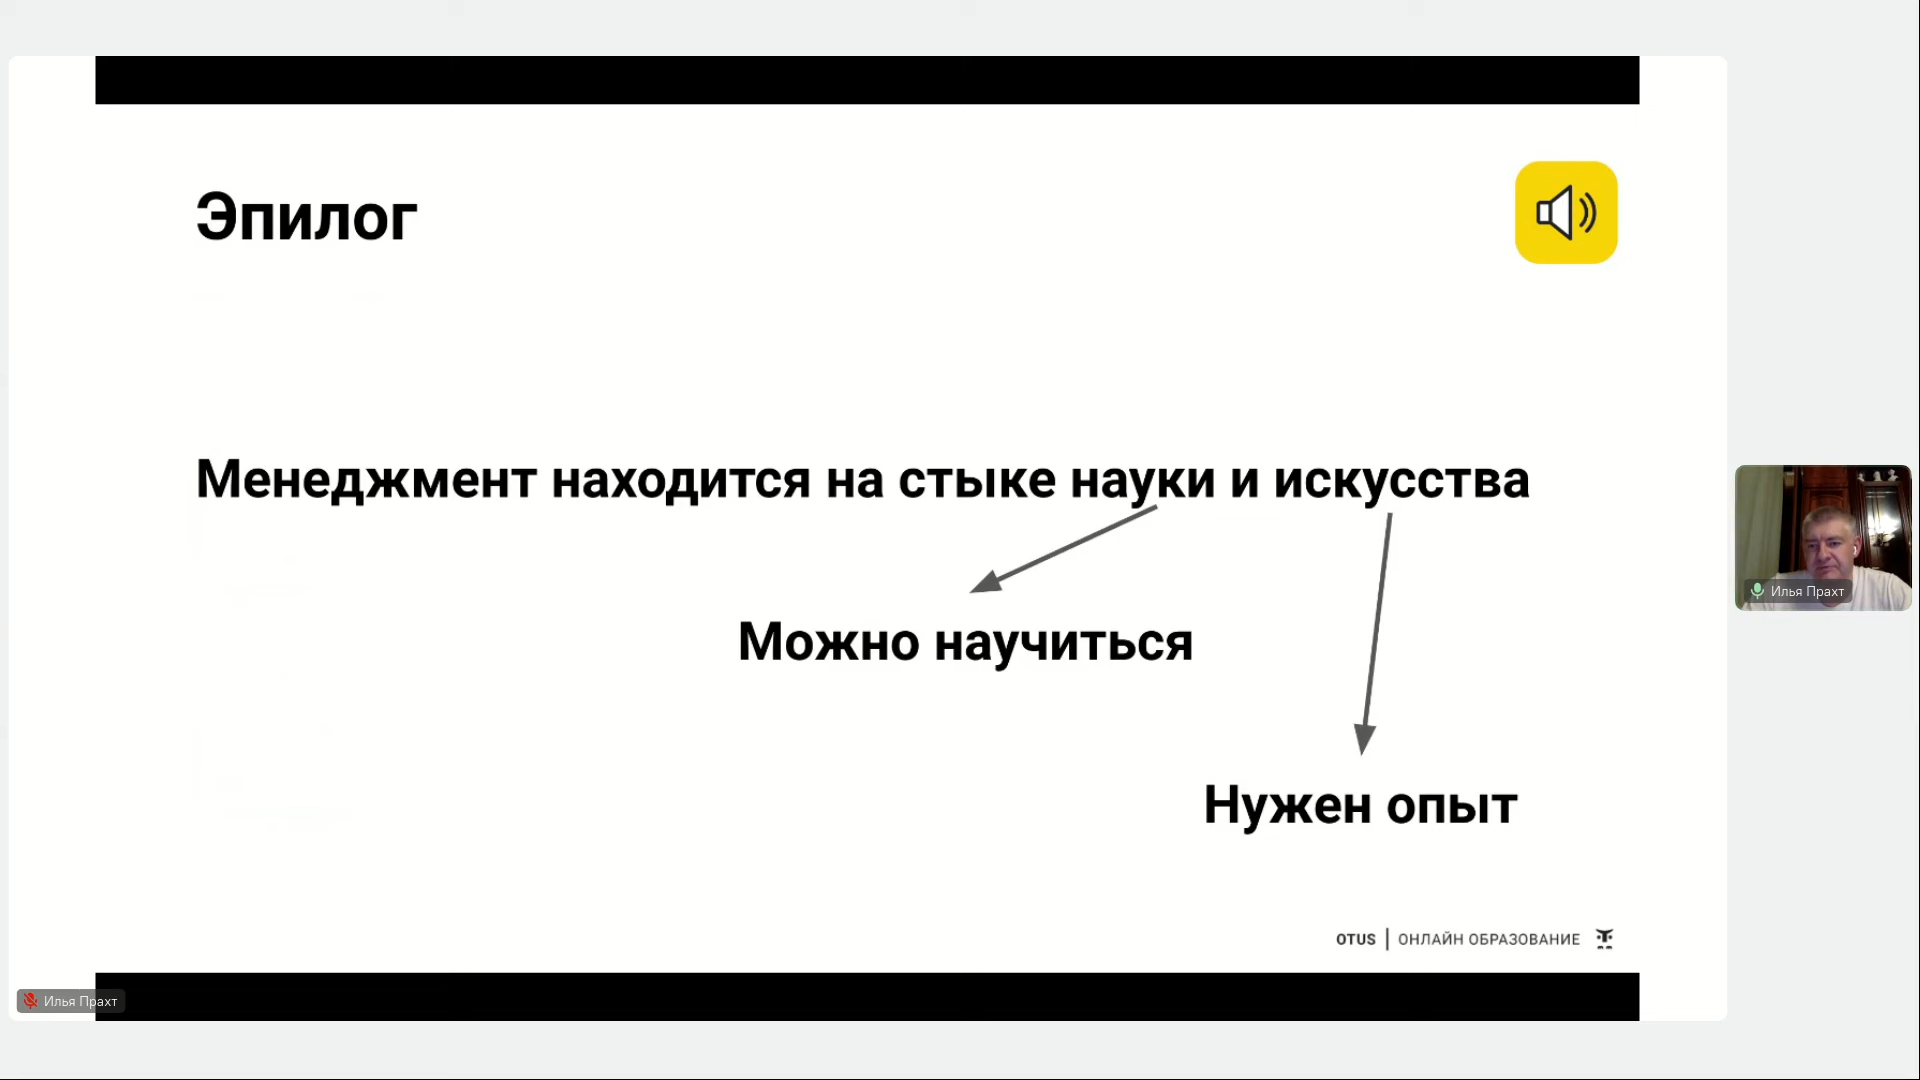 Эпилог
Менеджмент находится на стыке науки и искусства
Можно научиться
Нужен опыт
OTUS | ОНЛАЙН ОБРАЗОВАНИЕ
Илья Прахт
Илья Прахт